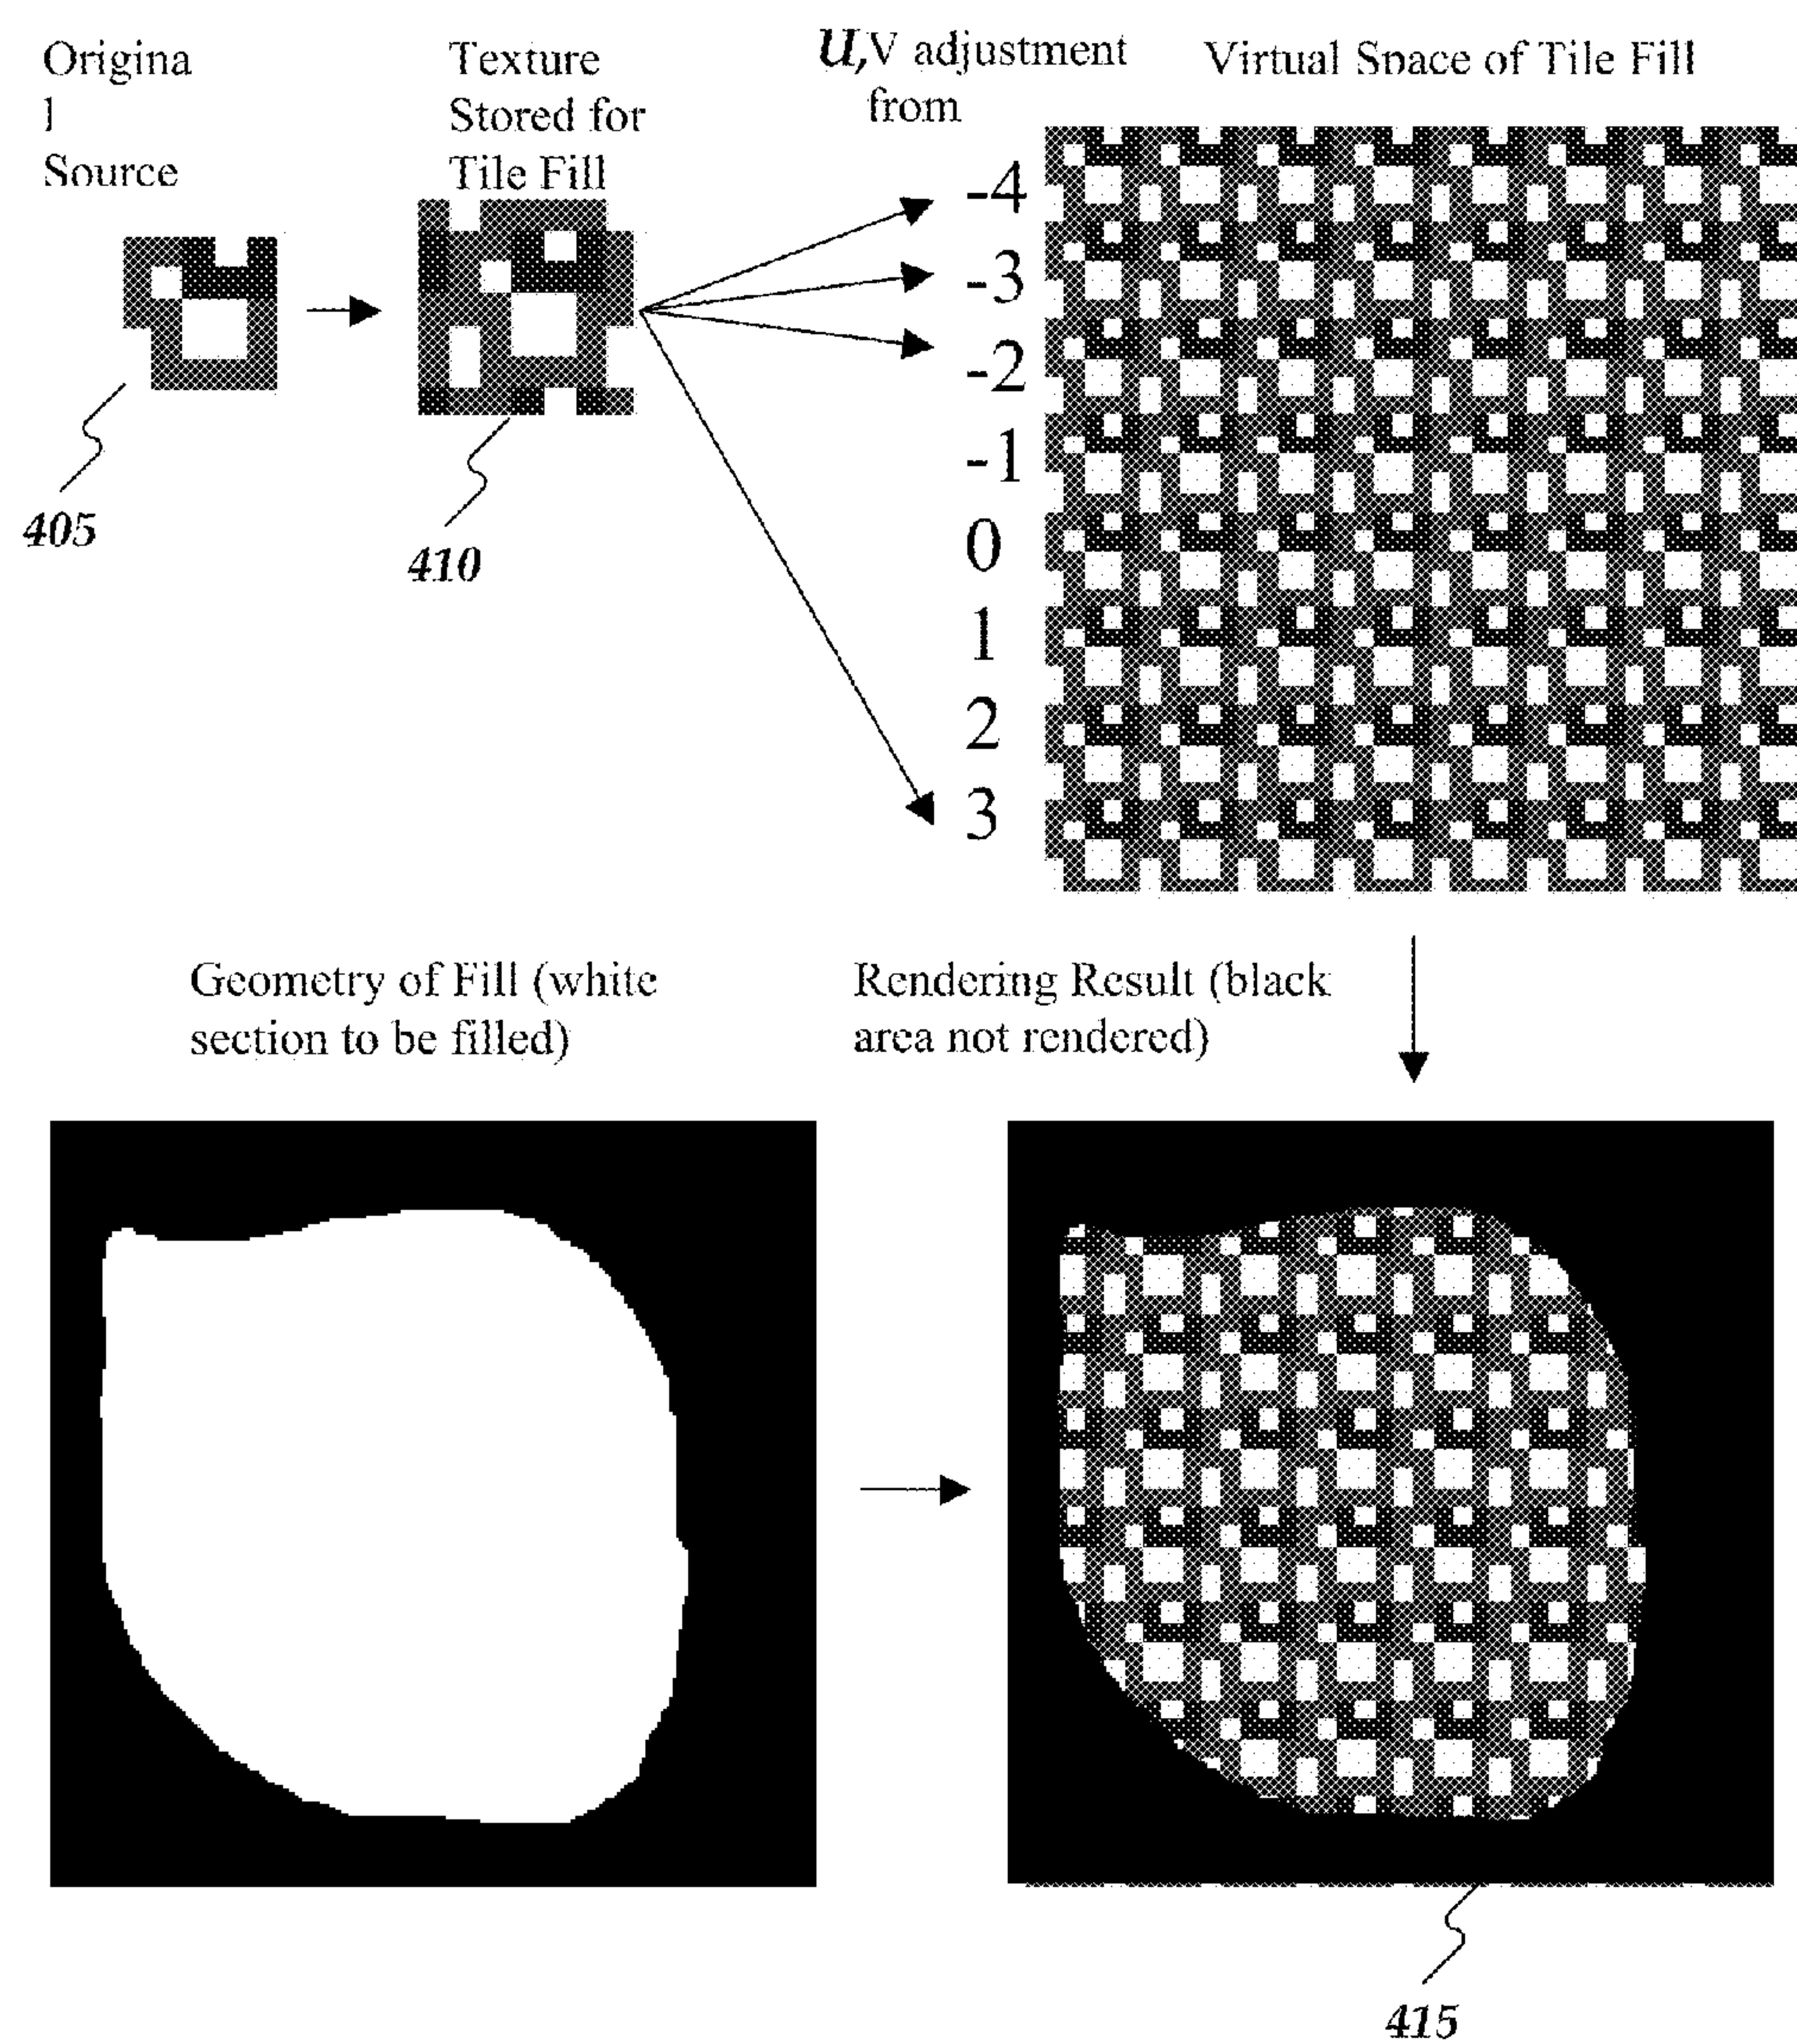 Origina
l
Source
Texture
Stored for
Tile Fill
u,v adjustment
from
Virtual Space of Tile Fill
-4
-3
-2
-1
0
1
2
3
405
410
Geometry of Fill (white
section to be filled)
Rendering Result (black
area not rendered)
415